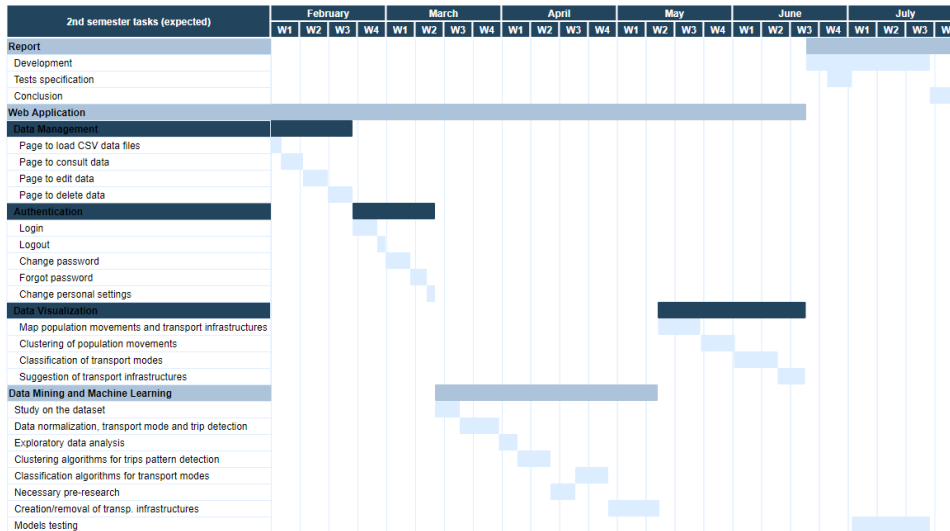 2nd semester tasks (expected)
February March April May June July
W1 W2 W3 W4 W1 W2 W3 W4 W1 W2 W3 W4 W1 W2 W3 W4 W1 W2 W3 W4 W1 W2 W3 W
Report
Development
Tests specification
Conclusion
Web Application
Data Management
Page to load CSV data files
Page to consult data
Page to edit data
Page to delete data
Authentication
Login
Logout
Change password
Forgot password
Change personal settings
Data Visualization
Map population movements and transport infrastructures
Clustering of population movements
Classification of transport modes
Suggestion of transport infrastructures
Data Mining and Machine Learning
Study on the dataset
Data normalization, transport mode and trip detection
Exploratory data analysis
Clustering algorithms for trips pattern detection
Classification algorithms for transport modes
Necessary pre-research
Creation/removal of transp. infrastructures
Models testing